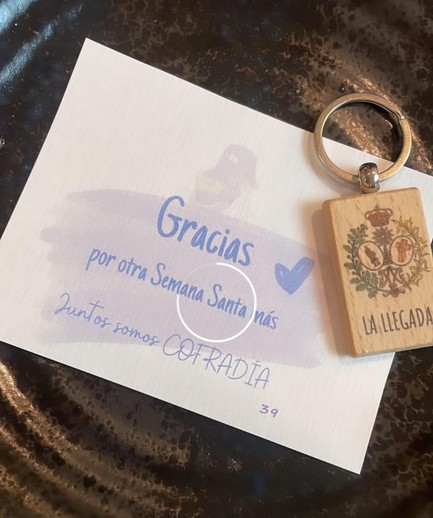 Gracias
por otra Semana Santa más
Juntos somos COFRADÍA
39
LA LLEGADA